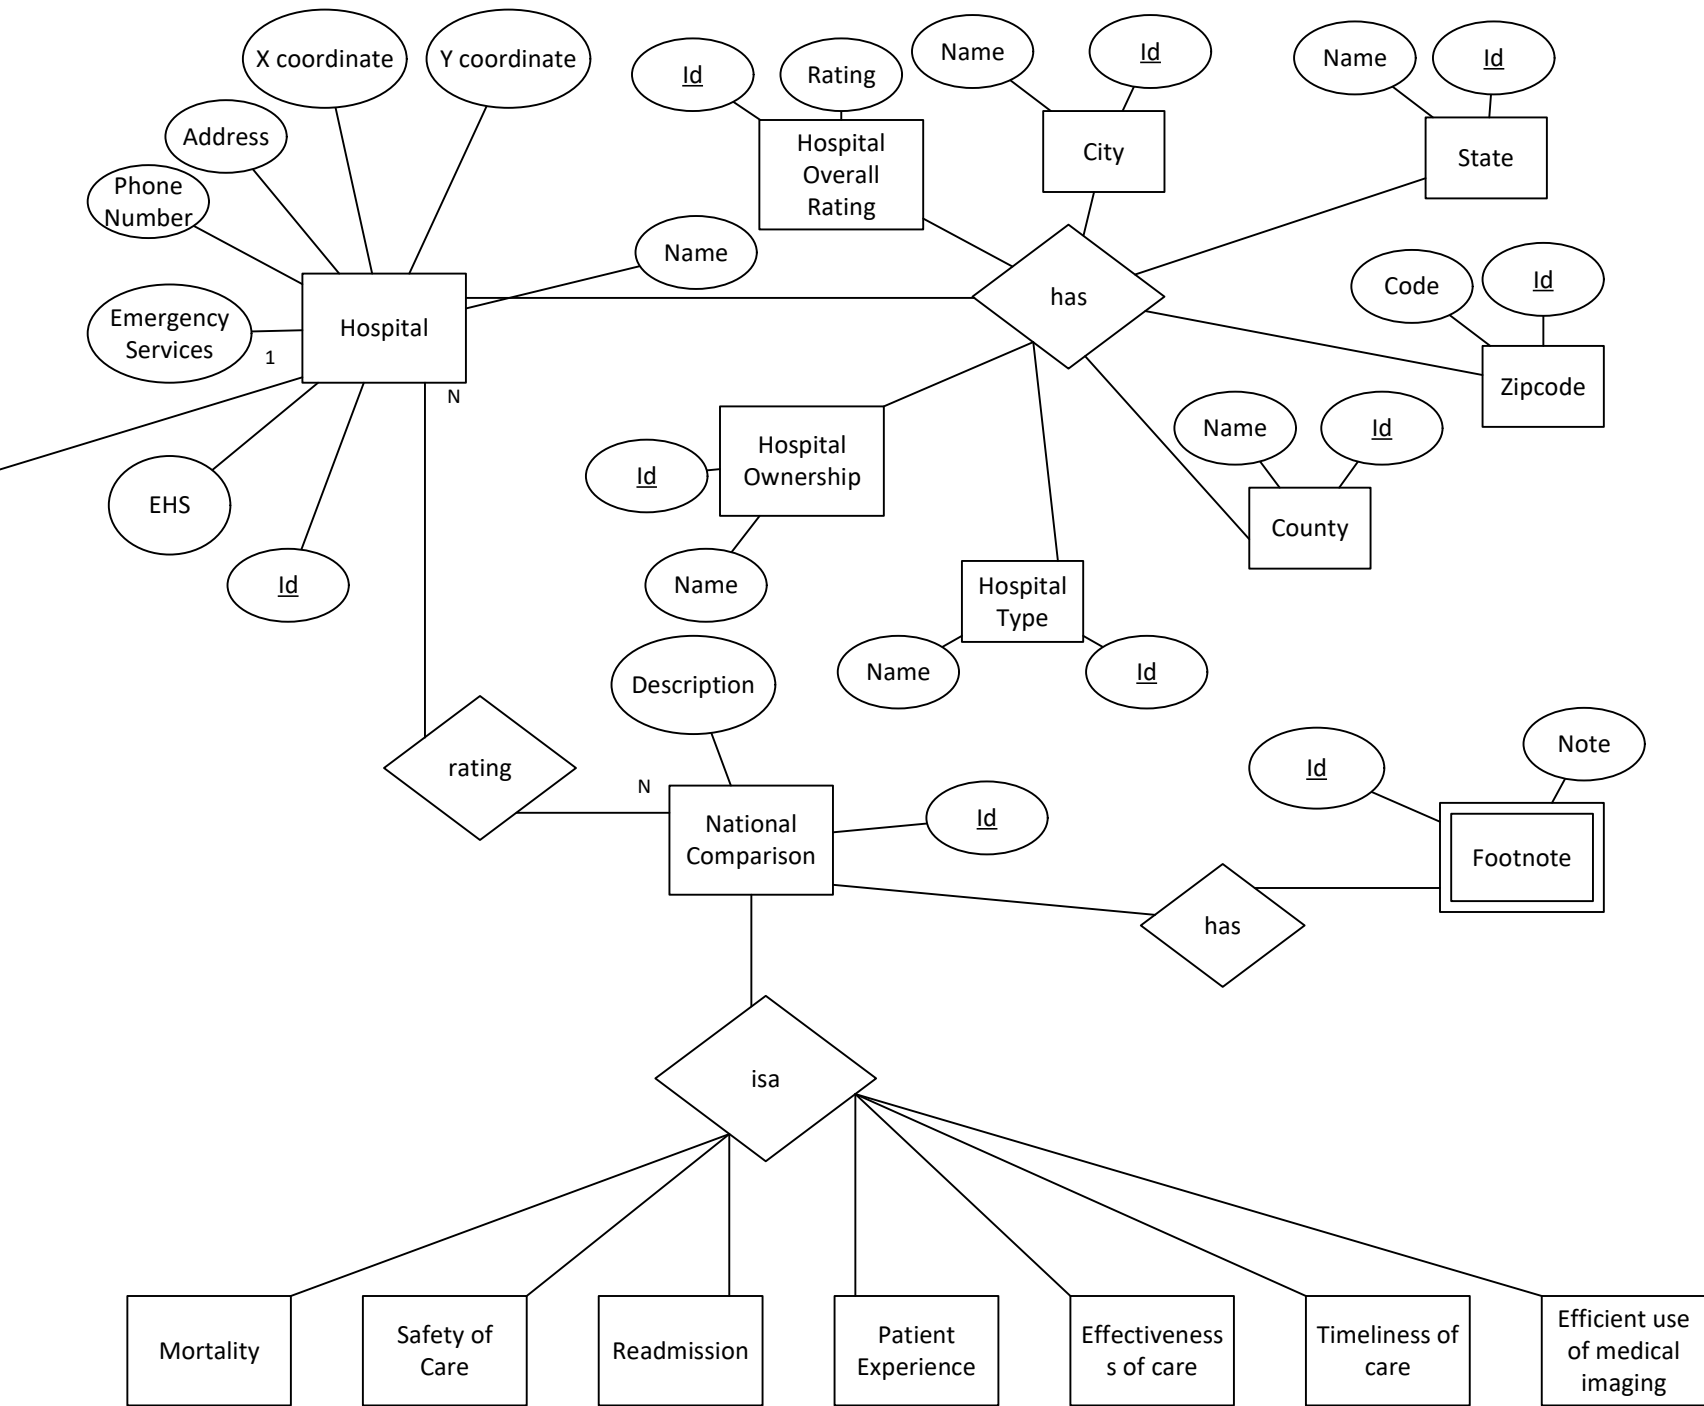 X coordinate
Y coordinate
Address
Phone
Number
Emergency
Services
1
Hospital
N
EHS
Id
Name
Id
Rating
Hospital
Overall
Rating
Name
Id
City
Name
Id
State
has
Code
Id
Zipcode
Name
Id
County
Hospital
Ownership
Id
Name
Hospital
Type
Name
Id
rating
Description
N
National
Comparison
Id
has
Id
Note
Footnote
isa
Mortality
Safety of
Care
Readmission
Patient
Experience
Effectivenes
s of care
Timeliness of
care
Efficient use
of medical
imaging